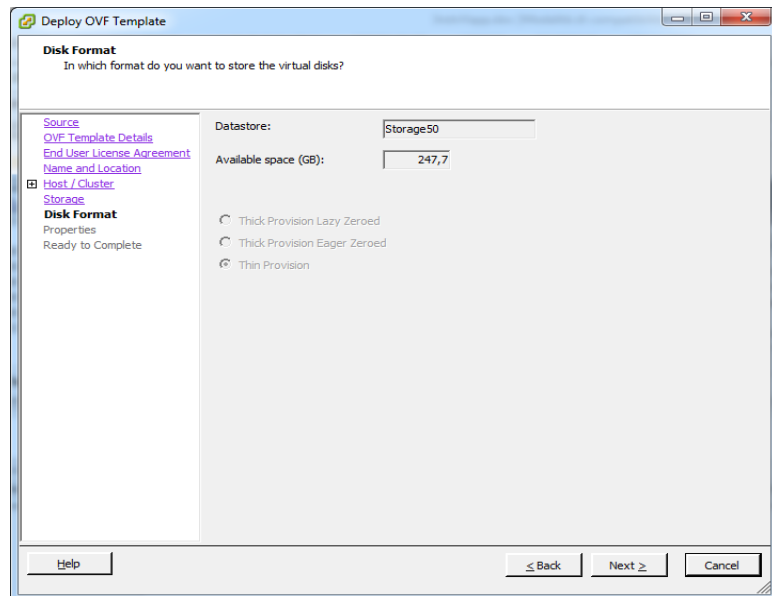 Deploy OVF Template
Disk Format
In which format do you want to store the virtual disks?
Source
OVF Template Details
End User License Agreement
Name and Location
Host / Cluster
Storage
Disk Format
Properties
Ready to Complete
Datastore:
Storage50
Available space (GB):
247,7
Thick Provision Lazy Zeroed
Thick Provision Eager Zeroed
Thin Provision
Help
< Back
Next >
Cancel